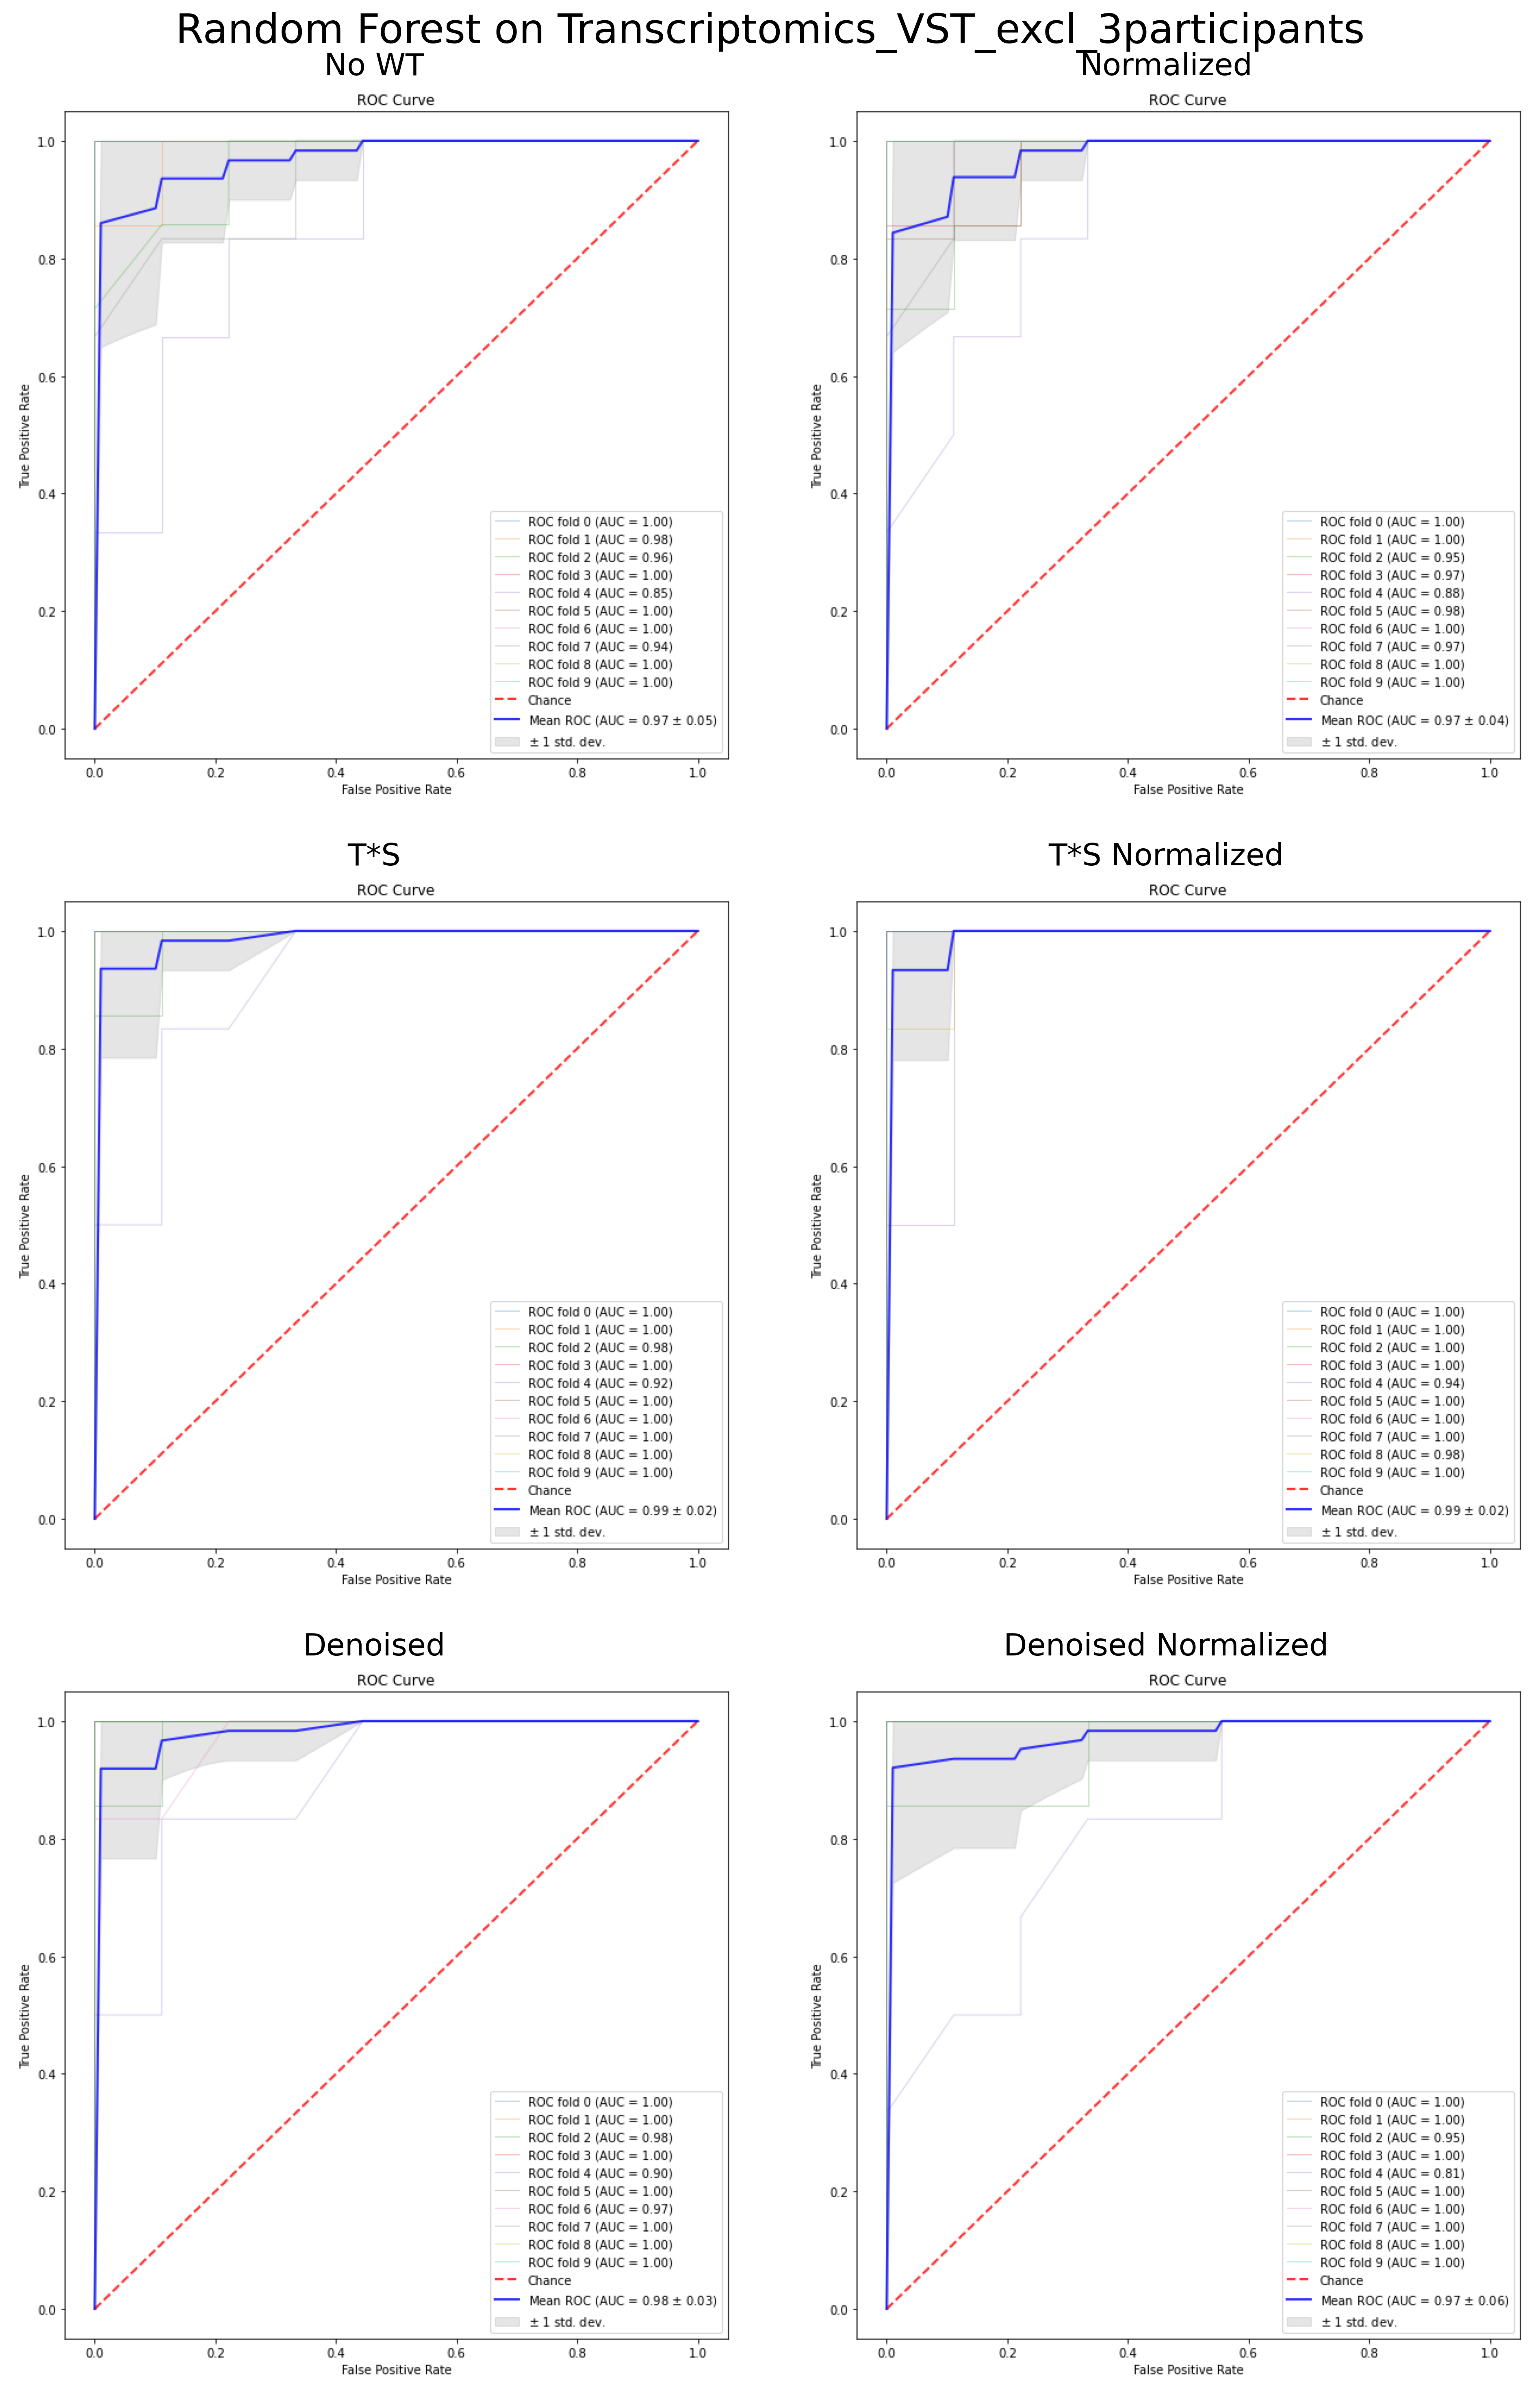 Random Forest on Transcriptomics_VST_excl_3participants
No WT
ROC Curve
1.0
0.8
0.6
0.4
0.2
0.0
True Positive Rate
ROC fold 0 (AUC = 1.00)
ROC fold 1 (AUC = 0.98)
ROC fold 2 (AUC = 0.96)
ROC fold 3 (AUC = 1.00)
ROC fold 4 (AUC = 0.85)
ROC fold 5 (AUC = 1.00)
ROC fold 6 (AUC = 1.00)
ROC fold 7 (AUC = 0.94)
ROC fold 8 (AUC = 1.00)
ROC fold 9 (AUC = 1.00)
Chance
Mean ROC (AUC = 0.97 ± 0.05)
± 1 std. dev.
0.0 0.2 0.4 0.6 0.8 1.0
False Positive Rate
Normalized
ROC Curve
1.0
0.8
0.6
0.4
0.2
0.0
True Positive Rate
ROC fold 0 (AUC = 1.00)
ROC fold 1 (AUC = 1.00)
ROC fold 2 (AUC = 0.95)
ROC fold 3 (AUC = 0.97)
ROC fold 4 (AUC = 0.88)
ROC fold 5 (AUC = 0.98)
ROC fold 6 (AUC = 1.00)
ROC fold 7 (AUC = 0.97)
ROC fold 8 (AUC = 1.00)
ROC fold 9 (AUC = 1.00)
Chance
Mean ROC (AUC = 0.97 ± 0.04)
± 1 std. dev.
0.0 0.2 0.4 0.6 0.8 1.0
False Positive Rate
T*S
ROC Curve
1.0
0.8
0.6
0.4
0.2
0.0
True Positive Rate
ROC fold 0 (AUC = 1.00)
ROC fold 1 (AUC = 1.00)
ROC fold 2 (AUC = 0.98)
ROC fold 3 (AUC = 1.00)
ROC fold 4 (AUC = 0.92)
ROC fold 5 (AUC = 1.00)
ROC fold 6 (AUC = 1.00)
ROC fold 7 (AUC = 1.00)
ROC fold 8 (AUC = 1.00)
ROC fold 9 (AUC = 1.00)
Chance
Mean ROC (AUC = 0.99 ± 0.02)
± 1 std. dev.
0.0 0.2 0.4 0.6 0.8 1.0
False Positive Rate
T*S Normalized
ROC Curve
1.0
0.8
0.6
0.4
0.2
0.0
True Positive Rate
ROC fold 0 (AUC = 1.00)
ROC fold 1 (AUC = 1.00)
ROC fold 2 (AUC = 1.00)
ROC fold 3 (AUC = 1.00)
ROC fold 4 (AUC = 0.94)
ROC fold 5 (AUC = 1.00)
ROC fold 6 (AUC = 1.00)
ROC fold 7 (AUC = 1.00)
ROC fold 8 (AUC = 0.98)
ROC fold 9 (AUC = 1.00)
Chance
Mean ROC (AUC = 0.99 ± 0.02)
± 1 std. dev.
0.0 0.2 0.4 0.6 0.8 1.0
False Positive Rate
Denoised
ROC Curve
1.0
0.8
0.6
0.4
0.2
0.0
True Positive Rate
ROC fold 0 (AUC = 1.00)
ROC fold 1 (AUC = 1.00)
ROC fold 2 (AUC = 0.98)
ROC fold 3 (AUC = 1.00)
ROC fold 4 (AUC = 0.90)
ROC fold 5 (AUC = 1.00)
ROC fold 6 (AUC = 0.97)
ROC fold 7 (AUC = 1.00)
ROC fold 8 (AUC = 1.00)
ROC fold 9 (AUC = 1.00)
Chance
Mean ROC (AUC = 0.98 ± 0.03)
± 1 std. dev.
0.0 0.2 0.4 0.6 0.8 1.0
False Positive Rate
Denoised Normalized
ROC Curve
1.0
0.8
0.6
0.4
0.2
0.0
True Positive Rate
ROC fold 0 (AUC = 1.00)
ROC fold 1 (AUC = 1.00)
ROC fold 2 (AUC = 0.95)
ROC fold 3 (AUC = 1.00)
ROC fold 4 (AUC = 0.81)
ROC fold 5 (AUC = 1.00)
ROC fold 6 (AUC = 1.00)
ROC fold 7 (AUC = 1.00)
ROC fold 8 (AUC = 1.00)
ROC fold 9 (AUC = 1.00)
Chance
Mean ROC (AUC = 0.97 ± 0.06)
± 1 std. dev.
0.0 0.2 0.4 0.6 0.8 1.0
False Positive Rate